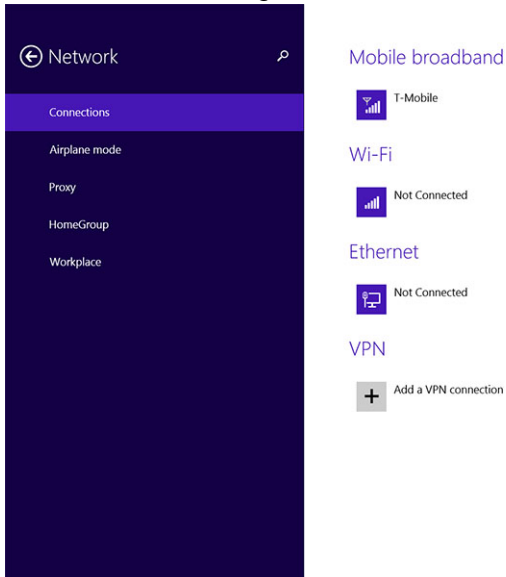 Network
Connections
Airplane mode
Proxy
HomeGroup
Workplace
Mobile broadband
T-Mobile
Wi-Fi
Not Connected
Ethernet
Not Connected
VPN
Add a VPN connection